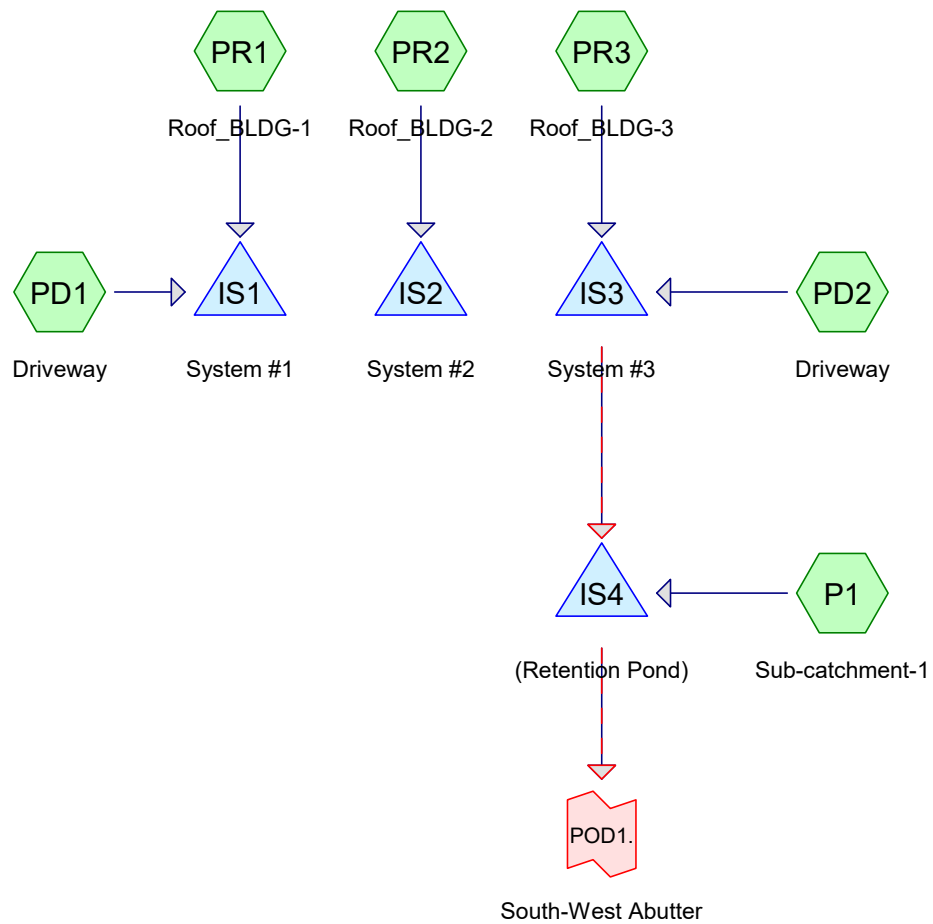 PR1
PR2
PR3
Roof_BLDG-1
Roof_BLDG-2
Roof_BLDG-3
PD1
IS1
IS2
IS3
PD2
Driveway
System #1
System #2
System #3
Driveway
IS4
P1
(Retention Pond)
Sub-catchment-1
POD1.
South-West Abutter